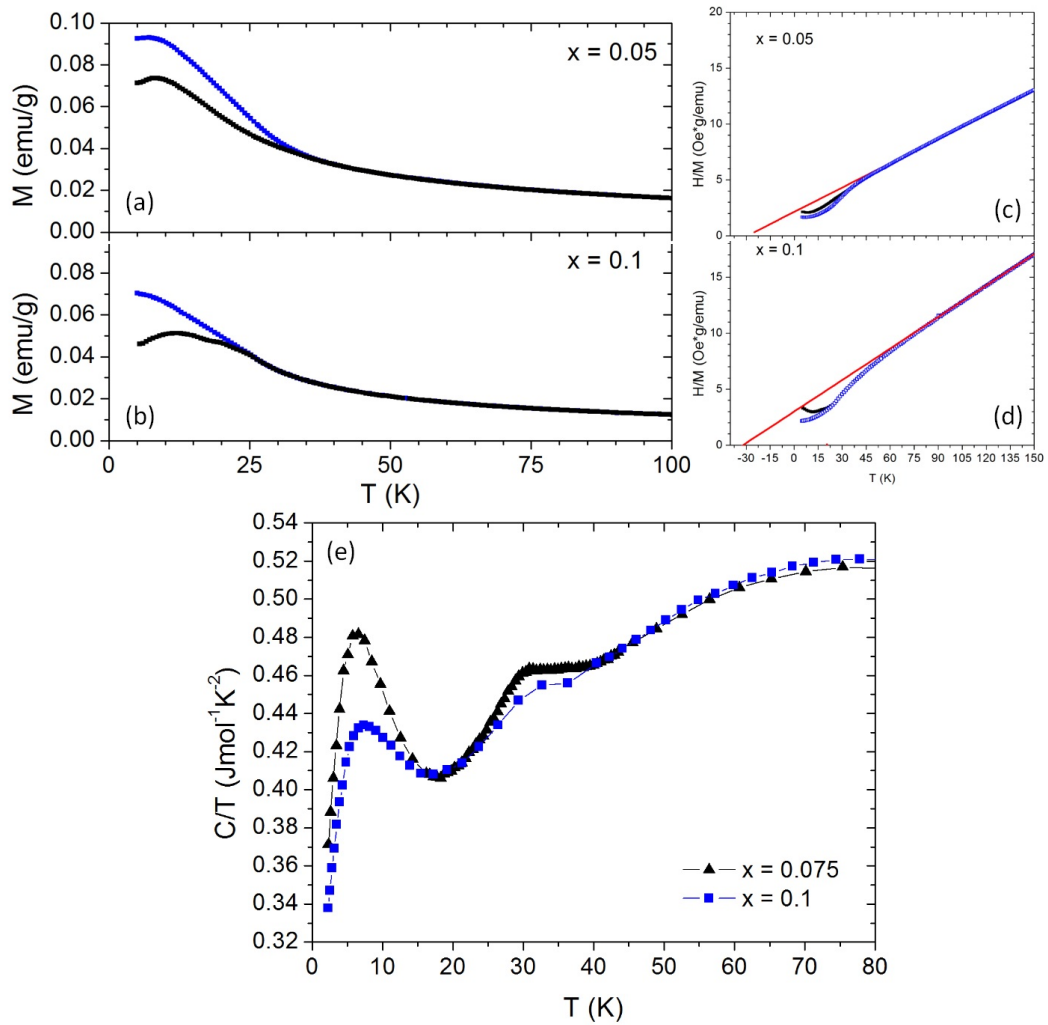 0.10
0.08
0.06
0.04
0.02
0.00
M (emu/g)
x = 0.05
(a)
0.08
0.06
0.04
0.02
0.00
M (emu/g)
x = 0.1
(b)
0 25 50 75 100
T (K)
20
15
10
5
0
H/M (Oe*g/emu)
x = 0.05
(c)
15
10
5
0
H/M (Oe*g/emu)
x = 0.1
(d)
-30 -15 0 15 30 45 60 75 90 105 120 135 150
T (K)
0.54
0.52
0.50
0.48
0.46
0.44
0.42
0.40
0.38
0.36
0.34
0.32
C/T (Jmol⁻¹K⁻²)
(e)
x = 0.075
x = 0.1
0 10 20 30 40 50 60 70 80
T (K)